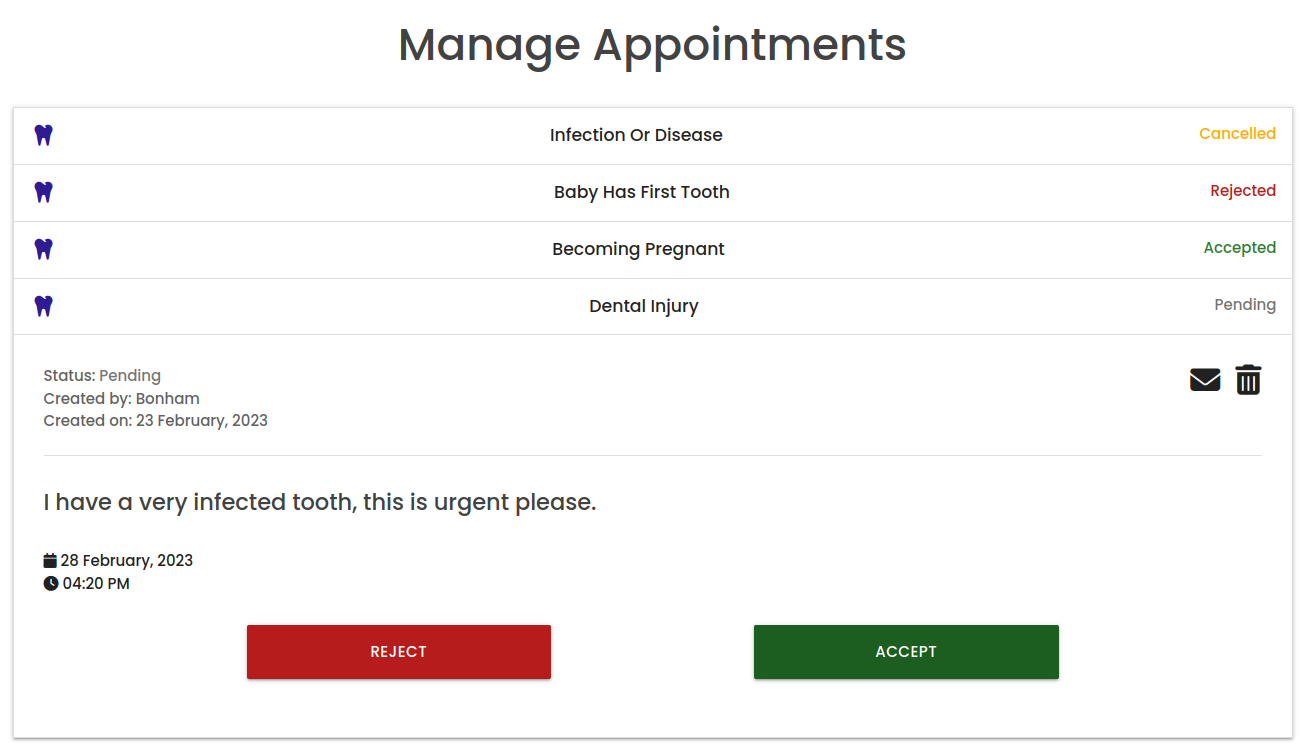 Manage Appointments
Infection Or Disease Cancelled
Baby Has First Tooth Rejected
Becoming Pregnant Accepted
Dental Injury Pending
Status: Pending
Created by: Bonham
Created on: 23 February, 2023
I have a very infected tooth, this is urgent please.
28 February, 2023
04:20 PM
REJECT ACCEPT